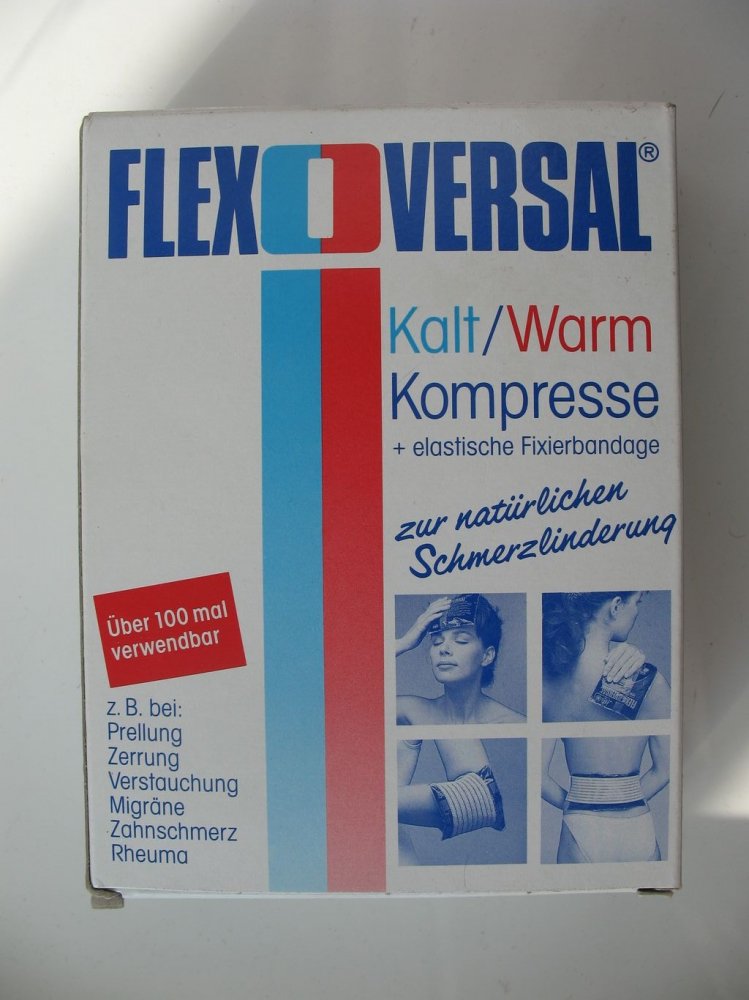 FLEXOVERSAL®
Kalt/Warm
Kompresse
+ elastische Fixierbandage
zur natürlichen
Schmerzlinderung
Über 100 mal
verwendbar
z. B. bei:
Prellung
Zerrung
Verstauchung
Migräne
Zahnschmerz
Rheuma